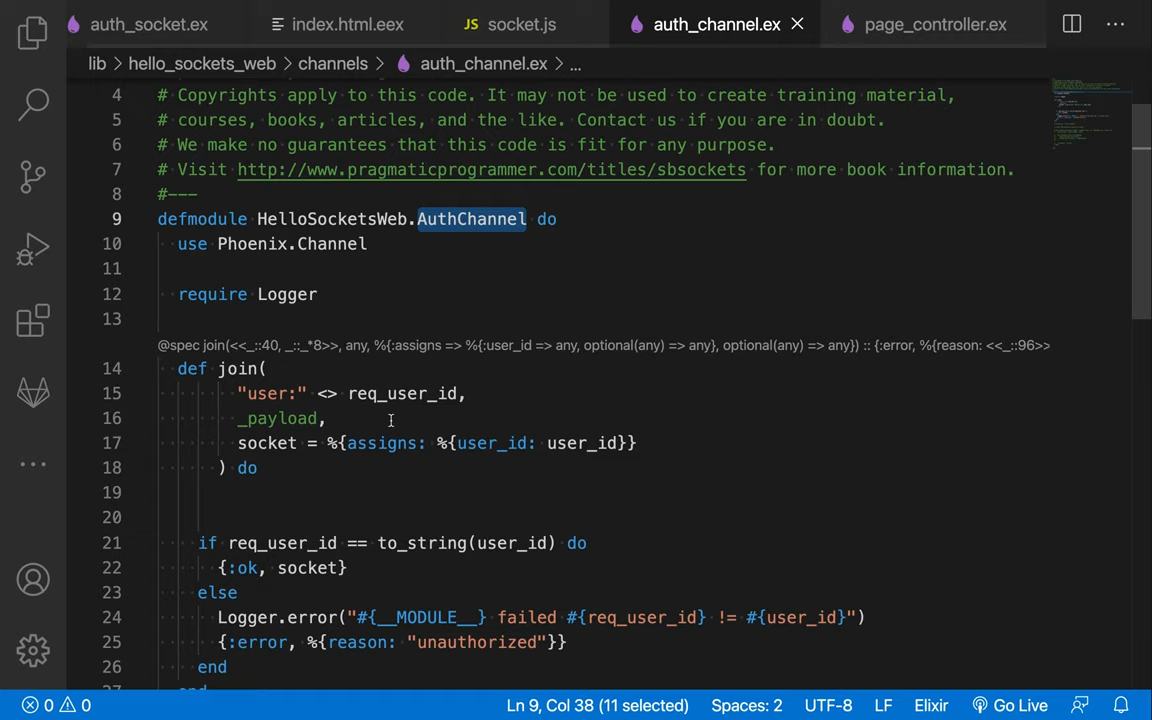 auth_socket.ex index.html.eex JS socket.js auth_channel.ex page_controller.ex
lib > hello_sockets_web > channels > auth_channel.ex > ...
4 # Copyrights apply to this code. It may not be used to create training material,
5 # courses, books, articles, and the like. Contact us if you are in doubt.
6 # We make no guarantees that this code is fit for any purpose.
7 # Visit http://www.pragmaticprogrammer.com/titles/sbsockets for more book information.
8 #---
9 defmodule HelloSocketsWeb.AuthChannel do
10 use Phoenix.Channel
11
12 require Logger
13
@spec join(<<_::40, _::_*8>>, any, %{:assigns => %{:user_id => any, optional(any) => any}, optional(any) => any}) :: {:error, %{reason: <<_::96>>
14 def join(
15 "user:" <> req_user_id,
16 _payload,
17 socket = %{assigns: %{user_id: user_id}}
18 ) do
19
20
21 if req_user_id == to_string(user_id) do
22 {:ok, socket}
23 else
24 Logger.error("#{__MODULE__} failed #{req_user_id} != #{user_id}")
25 {:error, %{reason: "unauthorized"}}
26 end
27 end
0 0 Ln 9, Col 38 (11 selected) Spaces: 2 UTF-8 LF Elixir Go Live